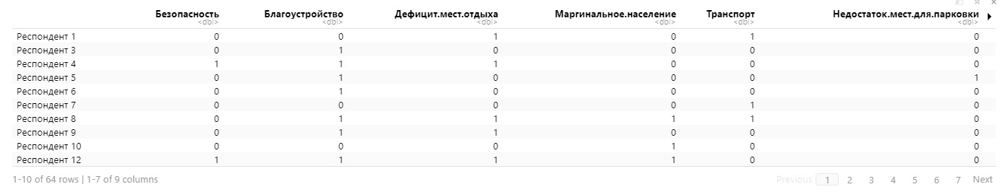 Безопасность Благоустройство Дефицит.мест.отдыха Маргинальное.население Транспорт Недостаток.мест.для.парковки
<dbl> <dbl> <dbl> <dbl> <dbl> <dbl>
Респондент 1 0 0 1 0 1 0
Респондент 3 0 1 0 0 0 0
Респондент 4 1 1 1 0 0 0
Респондент 5 0 1 0 0 0 1
Респондент 6 0 1 0 0 0 0
Респондент 7 0 0 0 0 1 0
Респондент 8 0 1 1 1 1 0
Респондент 9 0 1 1 0 0 0
Респондент 10 0 0 0 1 0 0
Респондент 12 1 1 1 1 0 0
1-10 of 64 rows | 1-7 of 9 columns Previous 1 2 3 4 5 6 7 Next